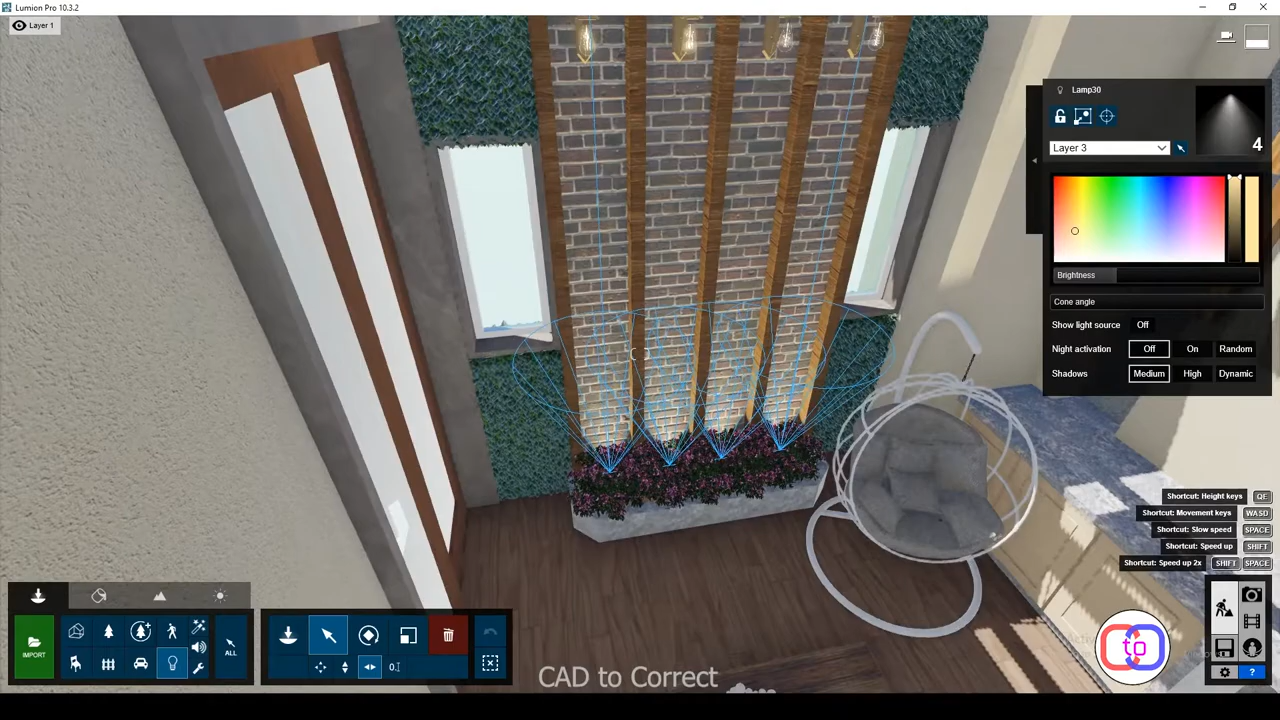 Lumion Pro 10.3.2
Layer 1
Lamp30
4
Layer 3
Brightness
Cone angle
Show light source Off
Night activation Off On Random
Shadows Medium High Dynamic
Shortcut: Height keys QE
Shortcut: Movement keys WASD
Shortcut: Slow speed SPACE
Shortcut: Speed up SHIFT
Shortcut: Speed up 2x SHIFT SPACE
IMPORT
ALL
0.
to
?
CAD to Correct